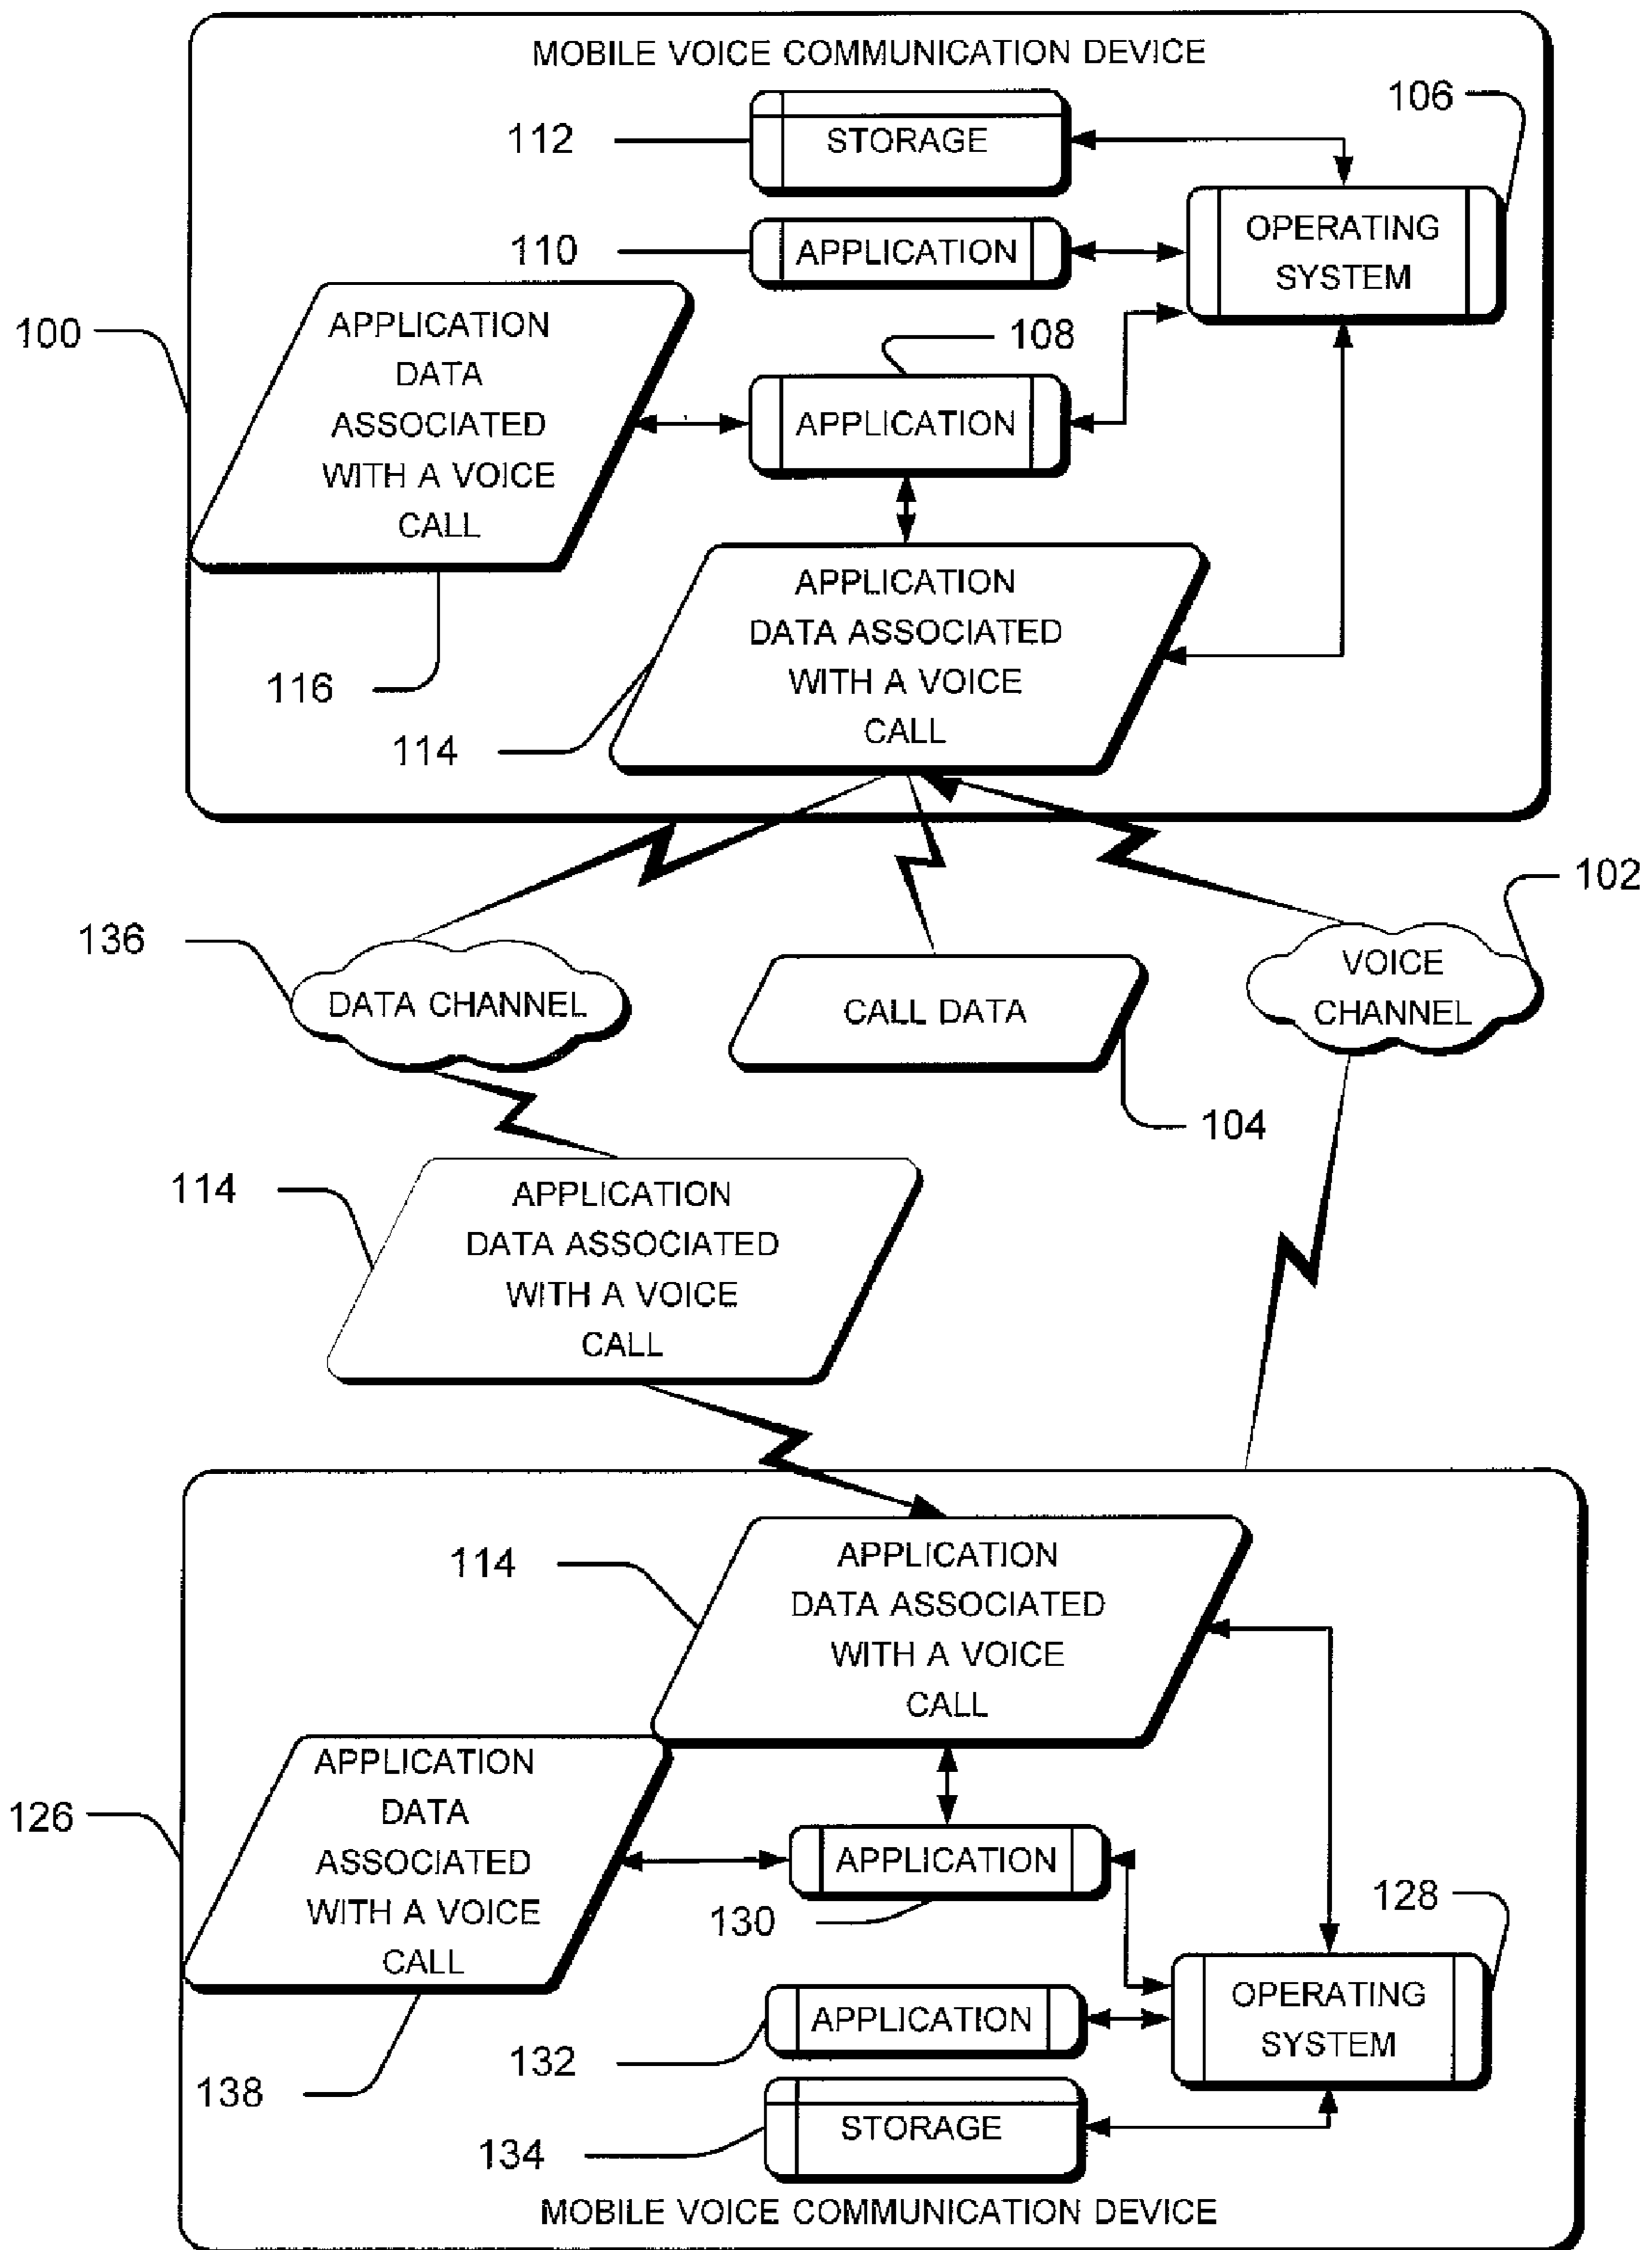 MOBILE VOICE COMMUNICATION DEVICE
106
112
STORAGE
OPERATING
SYSTEM
110
APPLICATION
100
APPLICATION
DATA
ASSOCIATED
WITH A VOICE
CALL
108
APPLICATION
116
APPLICATION
DATA ASSOCIATED
WITH A VOICE
CALL
114
102
136
DATA CHANNEL
CALL DATA
VOICE
CHANNEL
104
114
APPLICATION
DATA ASSOCIATED
WITH A VOICE
CALL
114
APPLICATION
DATA ASSOCIATED
WITH A VOICE
CALL
126
APPLICATION
DATA
ASSOCIATED
WITH A VOICE
CALL
APPLICATION
130
128
OPERATING
SYSTEM
APPLICATION
132
138
STORAGE
134
MOBILE VOICE COMMUNICATION DEVICE